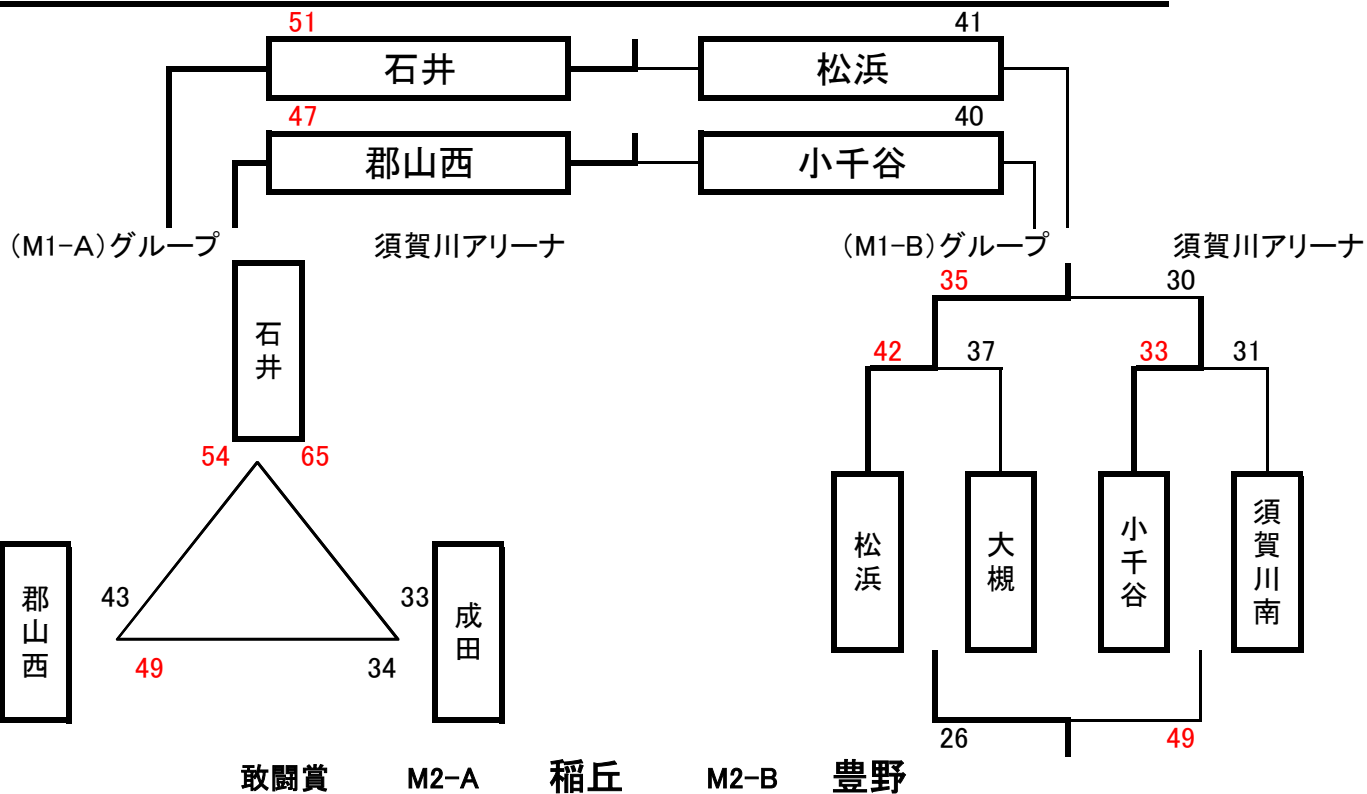 51 41
石井 松浜
47 40
郡山西 小千谷
(M1-A)グループ 須賀川アリーナ (M1-B)グループ 須賀川アリーナ
35 30
石井
42 37 33 31
54 65
松浜 大槻 小千谷 須賀川南
郡山西 43 33 成田
49 34
26 49
敢闘賞 M2-A 稲丘 M2-B 豊野